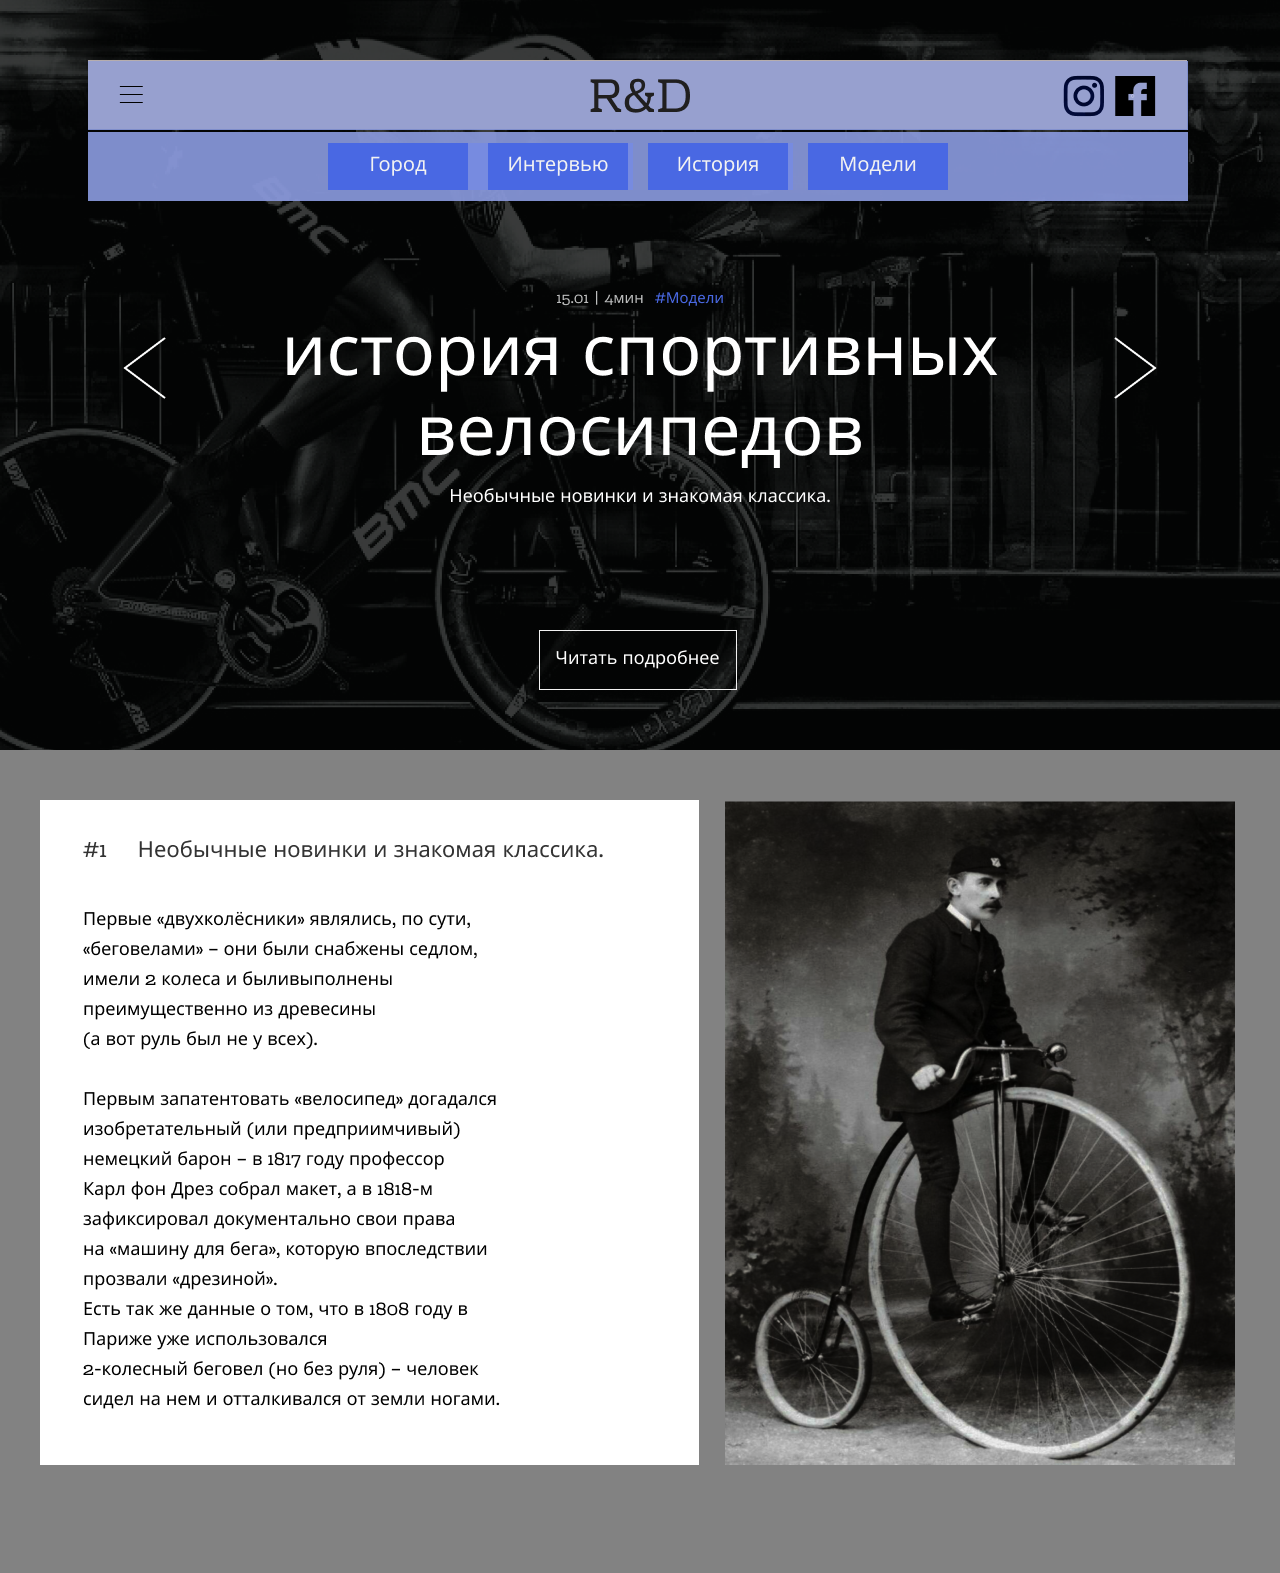 R&D
Город Интервью История Модели
BMC
15.01 | 4мин #Модели
история спортивных
велосипедов
Необычные новинки и знакомая классика.
BMC
BMC
Читать подробнее
PRO
#1 Необычные новинки и знакомая классика.
Первые «двухколёсники» являлись, по сути,
«беговелами» – они были снабжены седлом,
имели 2 колеса и быливыполнены
преимущественно из древесины
(а вот руль был не у всех).
Первым запатентовать «велосипед» догадался
изобретательный (или предприимчивый)
немецкий барон – в 1817 году профессор
Карл фон Дрез собрал макет, а в 1818-м
зафиксировал документально свои права
на «машину для бега», которую впоследствии
прозвали «дрезиной».
Есть так же данные о том, что в 1808 году в
Париже уже использовался
2-колесный беговел (но без руля) – человек
сидел на нем и отталкивался от земли ногами.